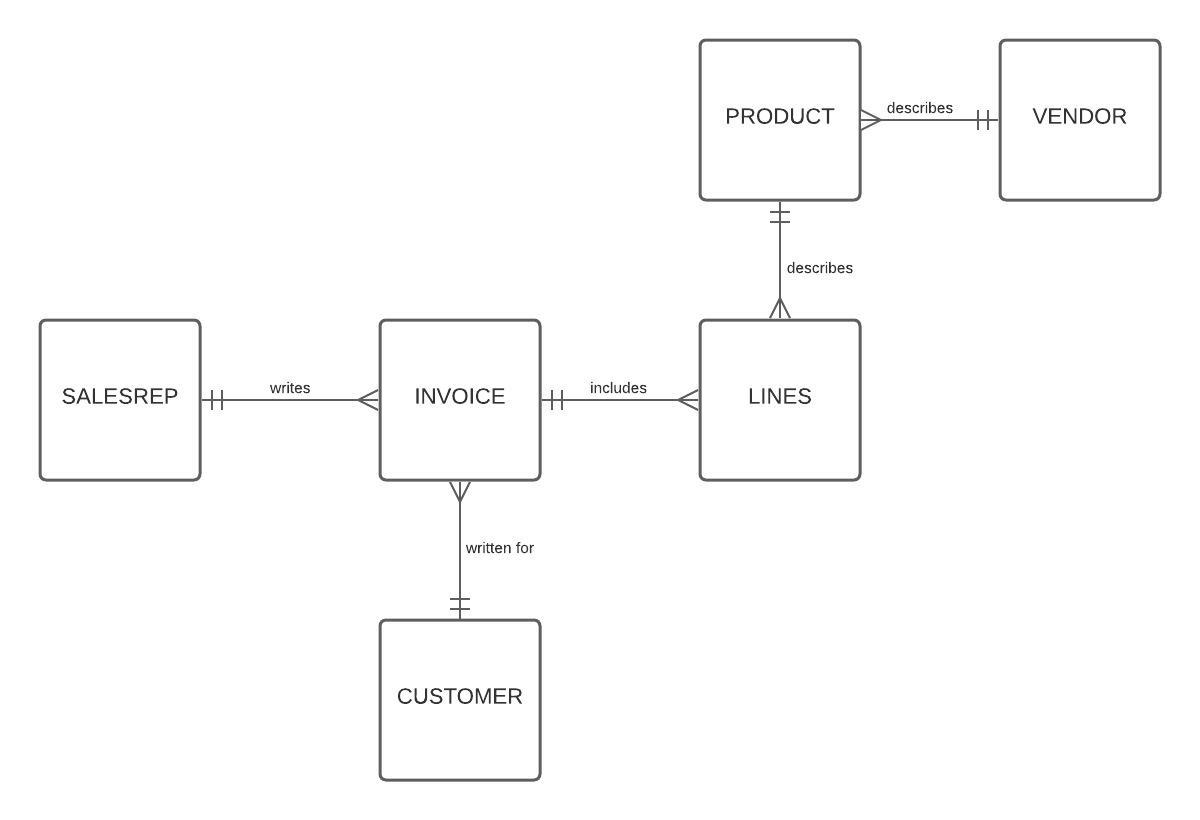 PRODUCT
describes
VENDOR
describes
SALESREP
writes
INVOICE
includes
LINES
written for
CUSTOMER